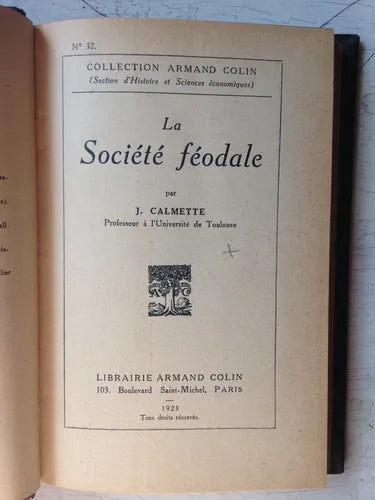 N° 32.
COLLECTION ARMAND COLIN
(Section d'Histoire et Sciences économiques)
La
Société féodale
par
J. CALMETTE
Professeur à l'Université de Toulouse
A C
LIBRAIRIE ARMAND COLIN
103, Boulevard Saint-Michel, PARIS
1923
Tous droits réservés.